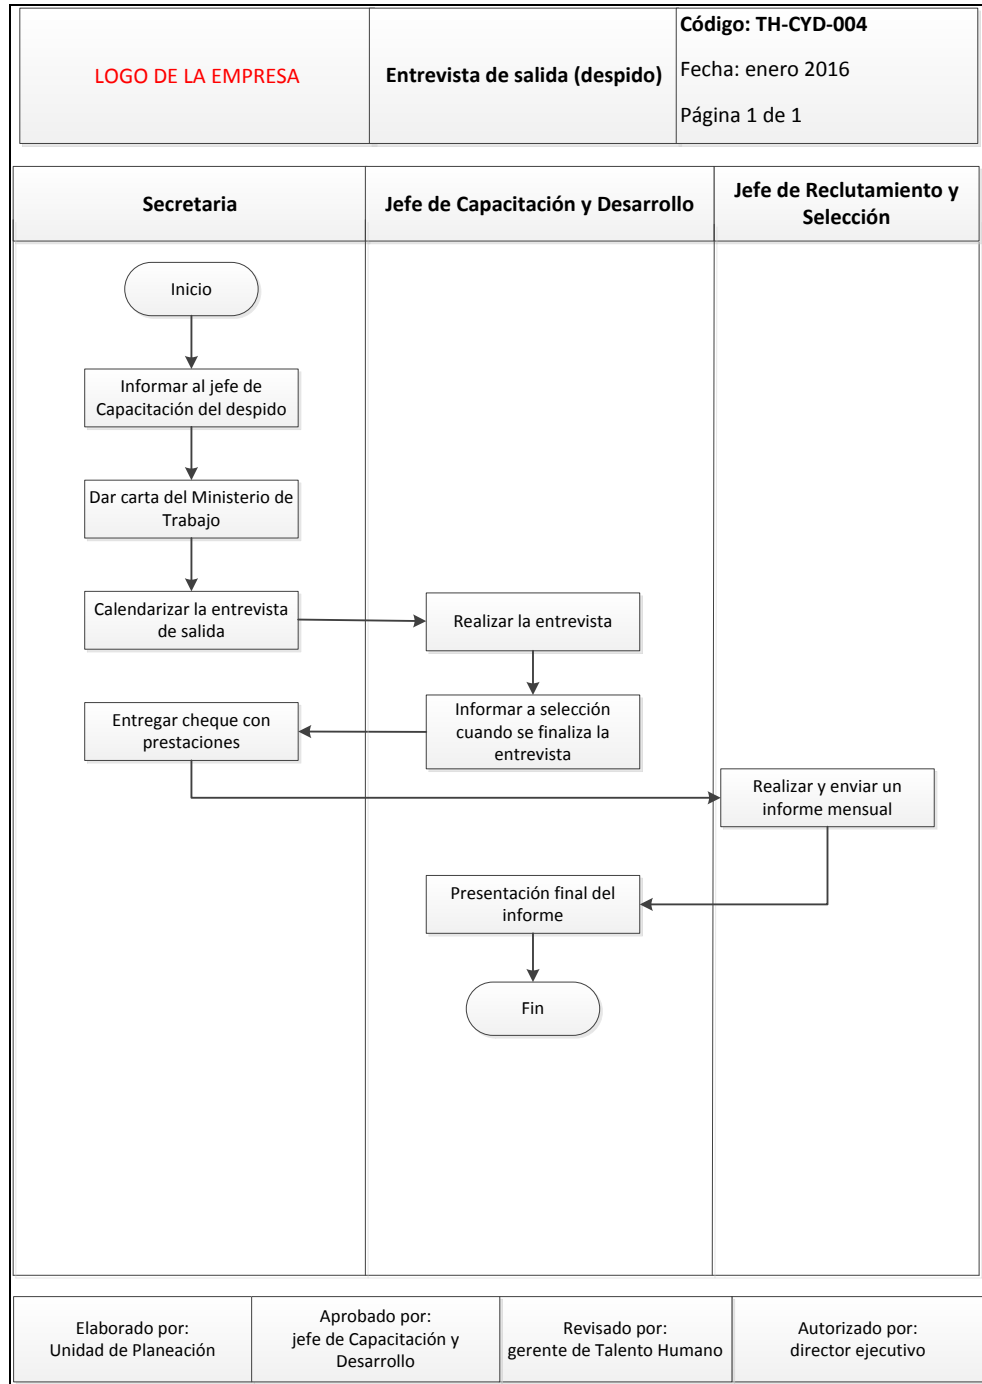 LOGO DE LA EMPRESA
Entrevista de salida (despido)
Código: TH-CYD-004
Fecha: enero 2016
Página 1 de 1
Secretaria
Jefe de Capacitación y Desarrollo
Jefe de Reclutamiento y
Selección
Inicio
Informar al jefe de
Capacitación del despido
Dar carta del Ministerio de
Trabajo
Calendarizar la entrevista
de salida
Realizar la entrevista
Informar a selección
cuando se finaliza la
entrevista
Entregar cheque con
prestaciones
Realizar y enviar un
informe mensual
Presentación final del
informe
Fin
Elaborado por:
Unidad de Planeación
Aprobado por:
jefe de Capacitación y
Desarrollo
Revisado por:
gerente de Talento Humano
Autorizado por:
director ejecutivo